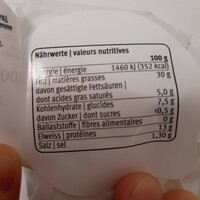 Nährwerte | valeurs nutritives
100 g
Energie | énergie 1460 kJ (352 kcal)
Fett | matières grasses 30 g
davon gesättigte Fettsäuren |
dont acides gras saturés 5,0 g
Kohlenhydrate | glucides 7,5 g
davon Zucker | dont sucres <0,5 g
Ballaststoffe | fibres alimentaires 0 g
Eiweiss | protéines 13 g
Salz | sel 1,30 g